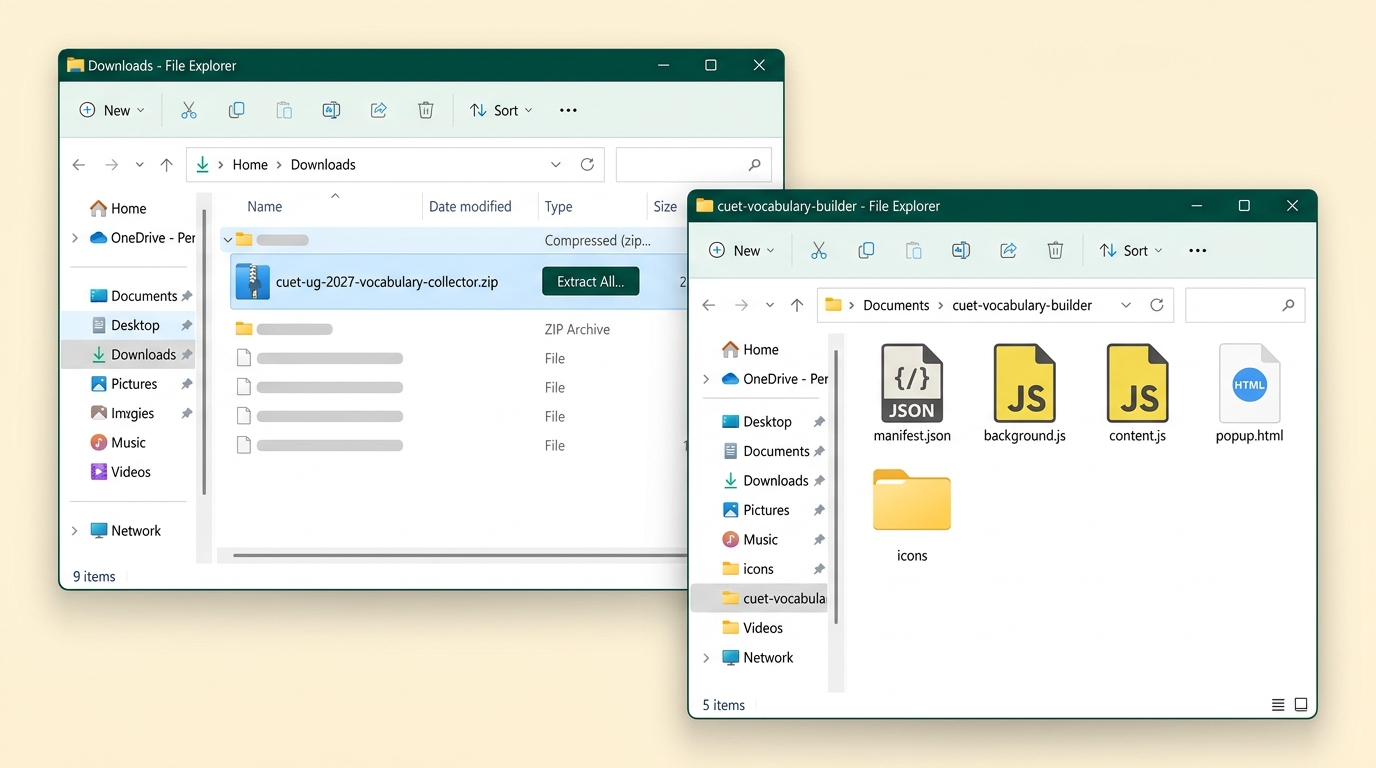 Downloads - File Explorer
New
Sort
Home > Downloads
Home
OneDrive - Per
Documents
Desktop
Downloads
Pictures
Imxgies
Music
Videos
Network
Name Date modified Type Size
Compressed (zip...
cuet-ug-2027-vocabulary-collector.zip Extract All... 2
ZIP Archive
File
File
File
File 1
9 items
cuet-vocabulary-builder - File Explorer
New
Sort
Documents > cuet-vocabulary-builder
Home
OneDrive - Per
Desktop
Documents
Downloads
Pictures
Music
icons
cuet-vocabular
Videos
Network
{/}
JSON
manifest.json
JS
background.js
JS
content.js
HTML
popup.html
icons
5 items